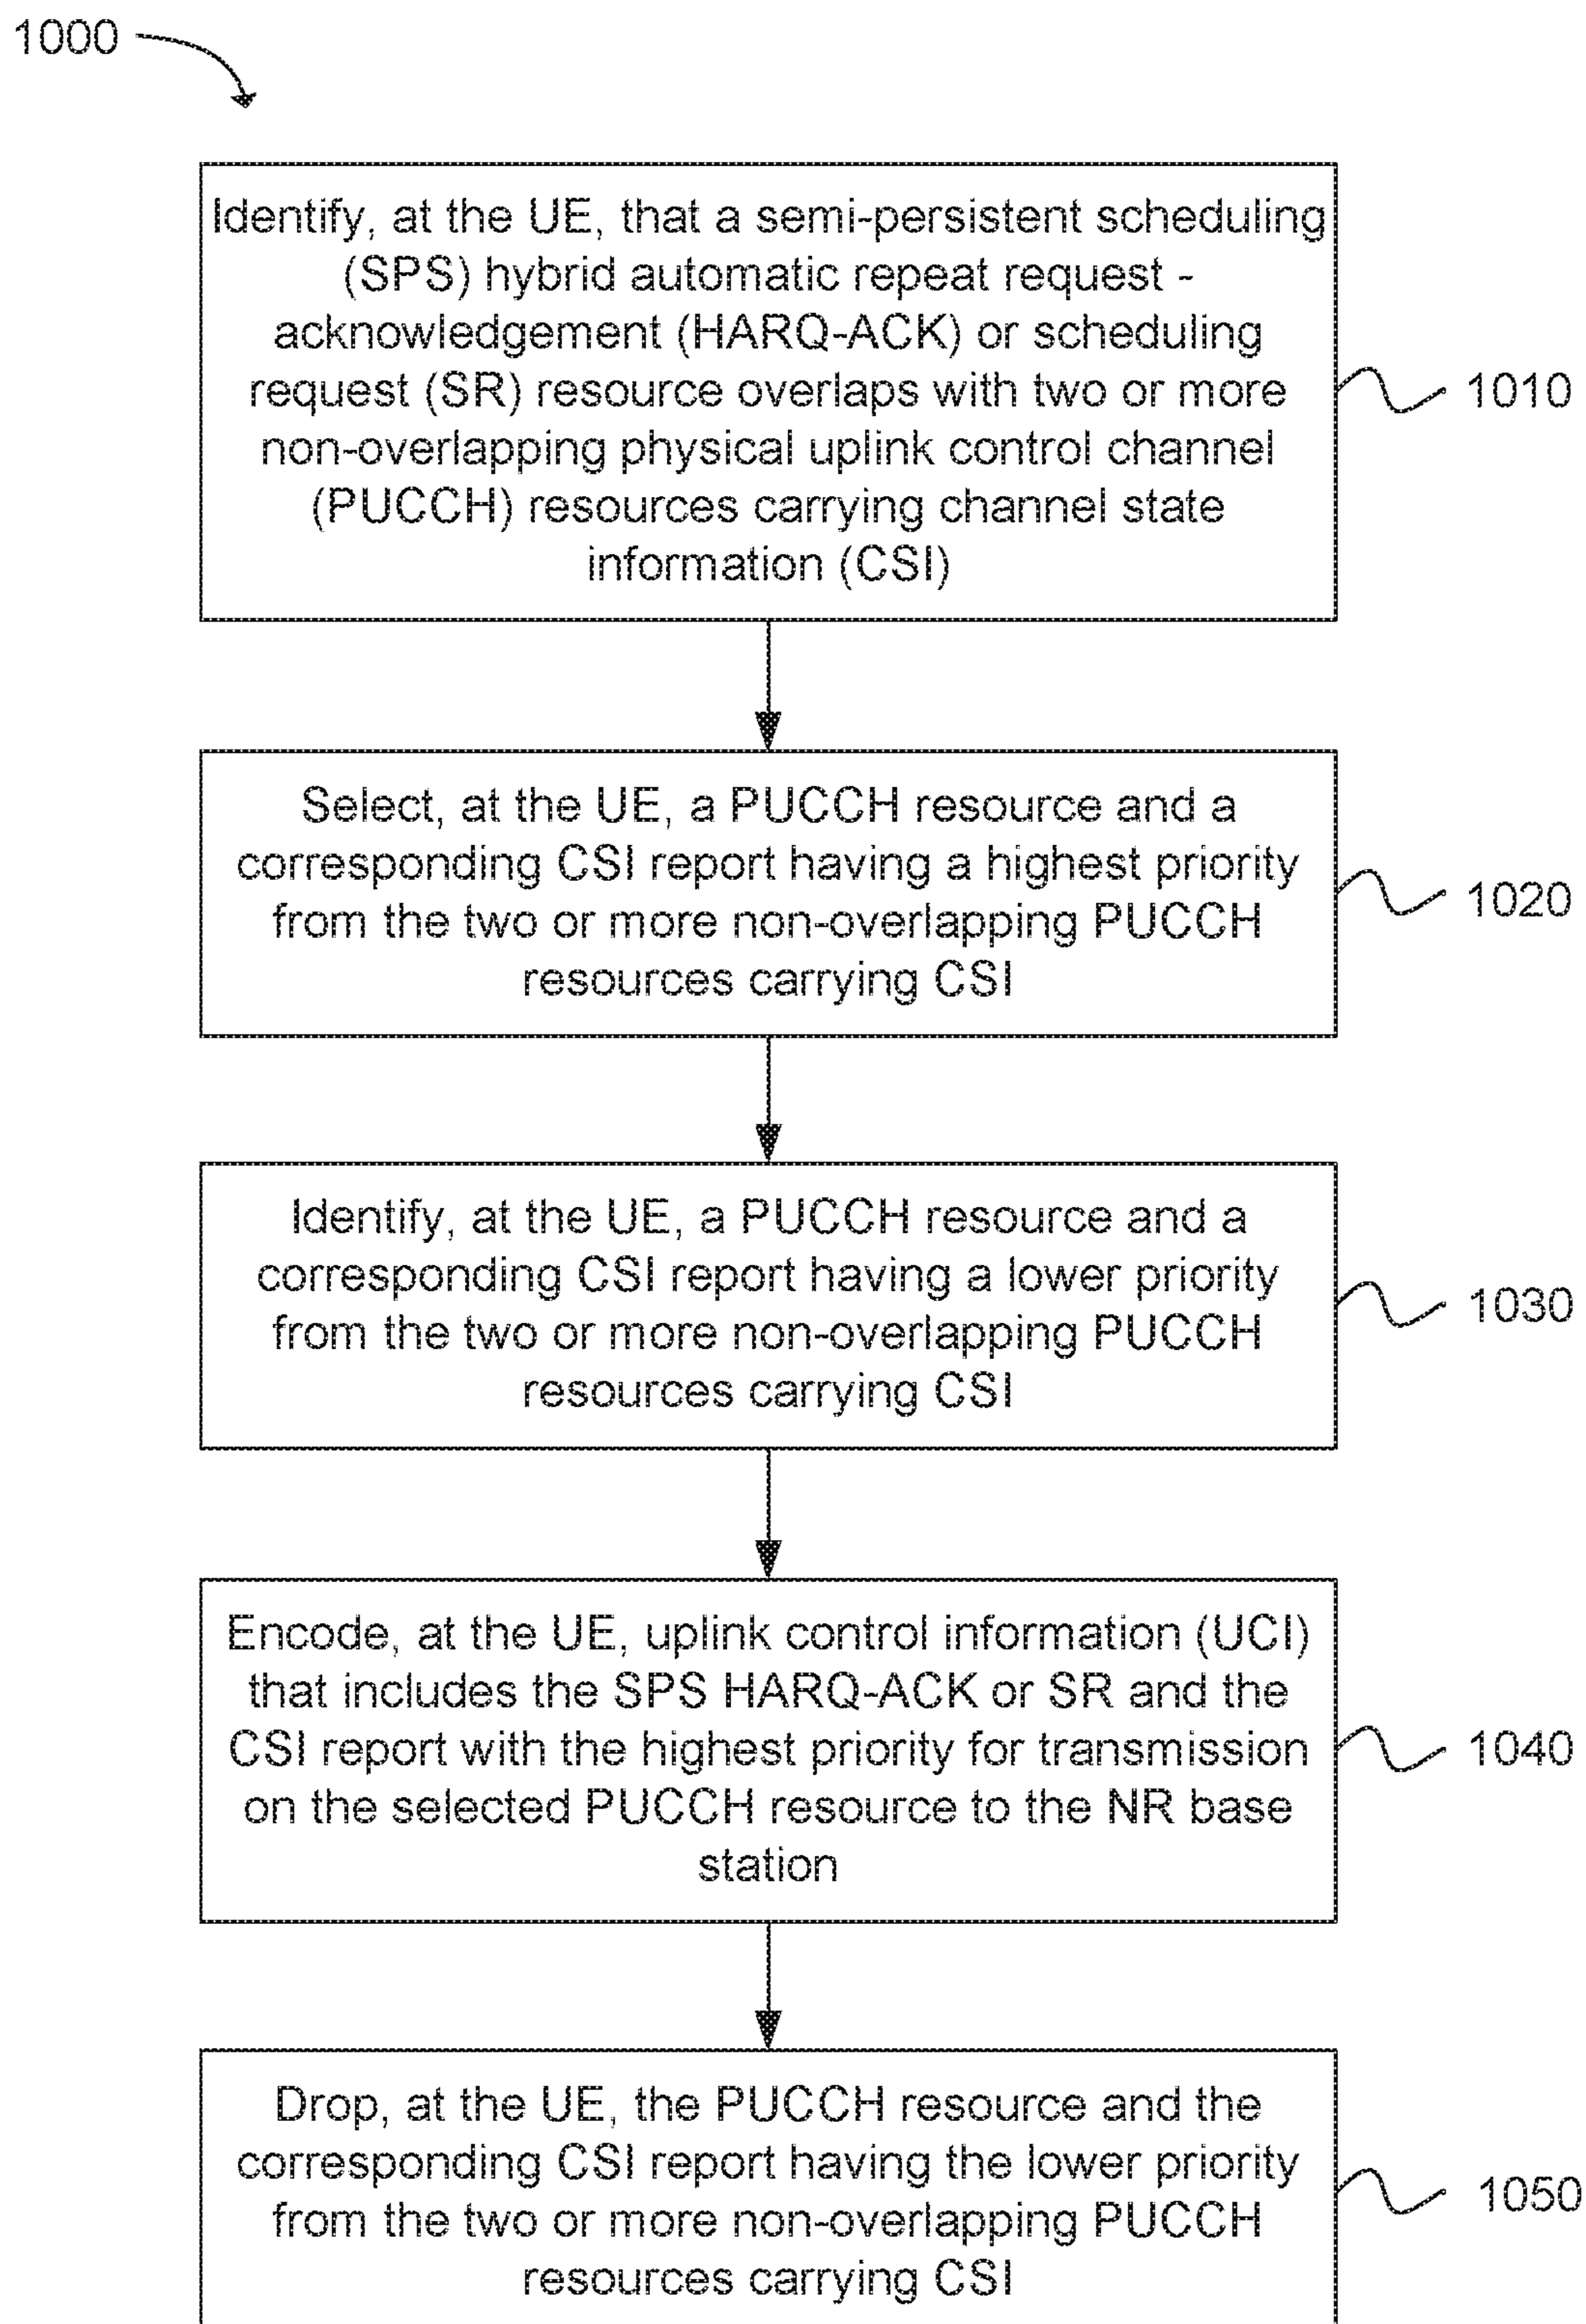 1000
Identify, at the UE, that a semi-persistent scheduling
(SPS) hybrid automatic repeat request -
acknowledgement (HARQ-ACK) or scheduling
request (SR) resource overlaps with two or more
non-overlapping physical uplink control channel
(PUCCH) resources carrying channel state
information (CSI)
1010
Select, at the UE, a PUCCH resource and a
corresponding CSI report having a highest priority
from the two or more non-overlapping PUCCH
resources carrying CSI
1020
Identify, at the UE, a PUCCH resource and a
corresponding CSI report having a lower priority
from the two or more non-overlapping PUCCH
resources carrying CSI
1030
Encode, at the UE, uplink control information (UCI)
that includes the SPS HARQ-ACK or SR and the
CSI report with the highest priority for transmission
on the selected PUCCH resource to the NR base
station
1040
Drop, at the UE, the PUCCH resource and the
corresponding CSI report having the lower priority
from the two or more non-overlapping PUCCH
resources carrying CSI
1050